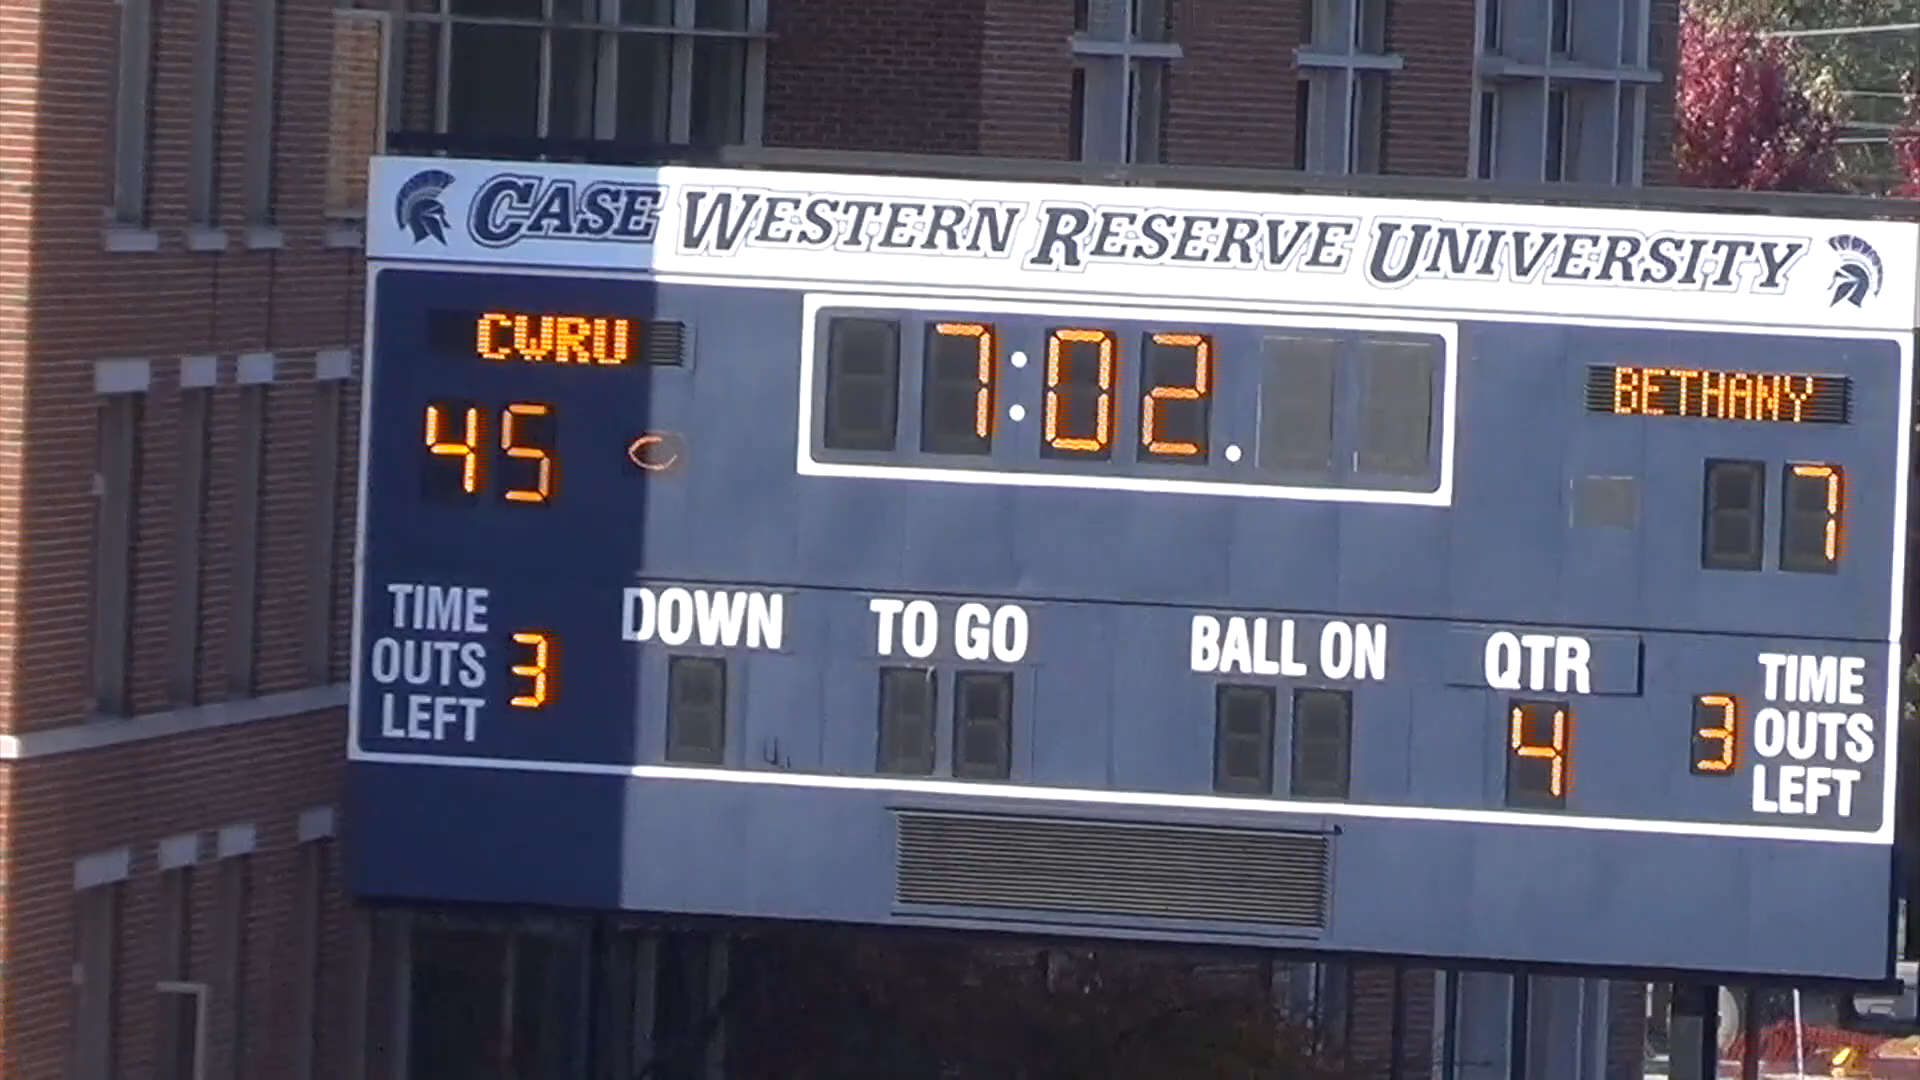 CASE WESTERN RESERVE UNIVERSITY
CWRU 7:02. BETHANY
45 7
TIME OUTS LEFT 3
DOWN
TO GO
BALL ON
QTR 4
3 TIME OUTS LEFT